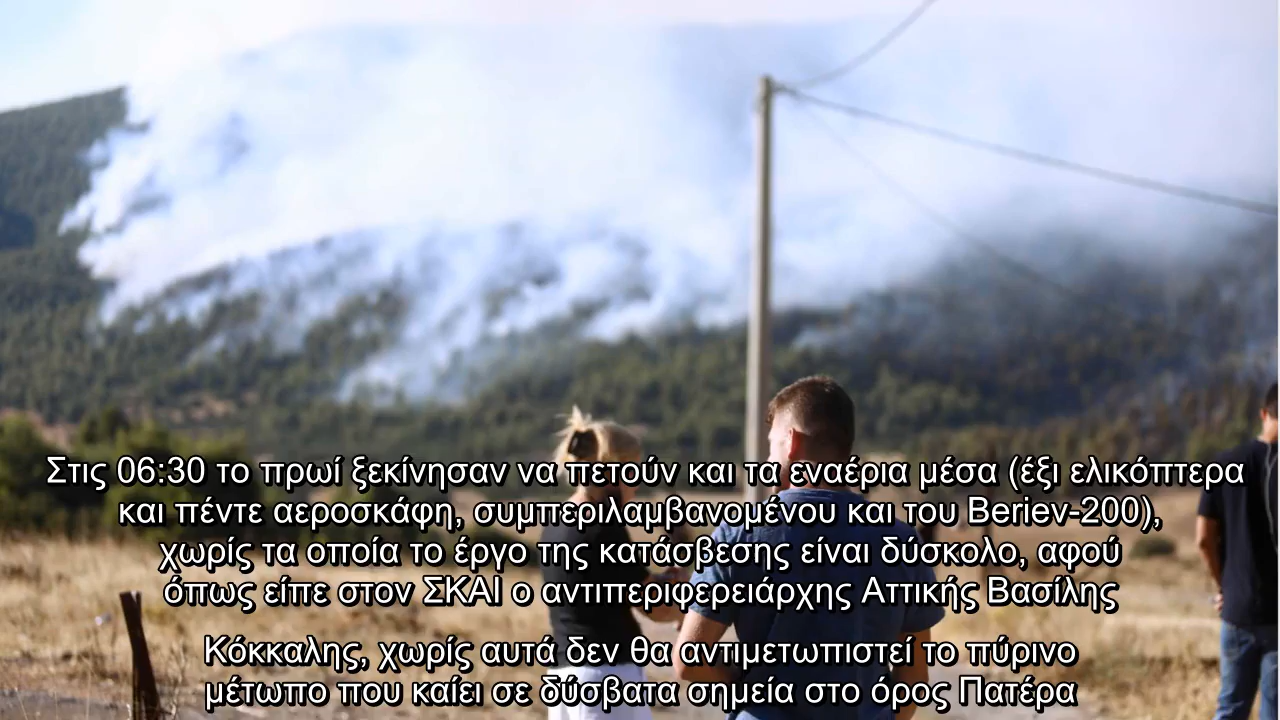 Στις 06:30 το πρωί ξεκίνησαν να πετούν και τα εναέρια μέσα (έξι ελικόπτερα
και πέντε αεροσκάφη, συμπεριλαμβανομένου και του Beriev-200),
χωρίς τα οποία το έργο της κατάσβεσης είναι δύσκολο, αφού
όπως είπε στον ΣΚΑΙ ο αντιπεριφερειάρχης Αττικής Βασίλης
Κόκκαλης, χωρίς αυτά δεν θα αντιμετωπιστεί το πύρινο
μέτωπο που καίει σε δύσβατα σημεία στο όρος Πατέρα